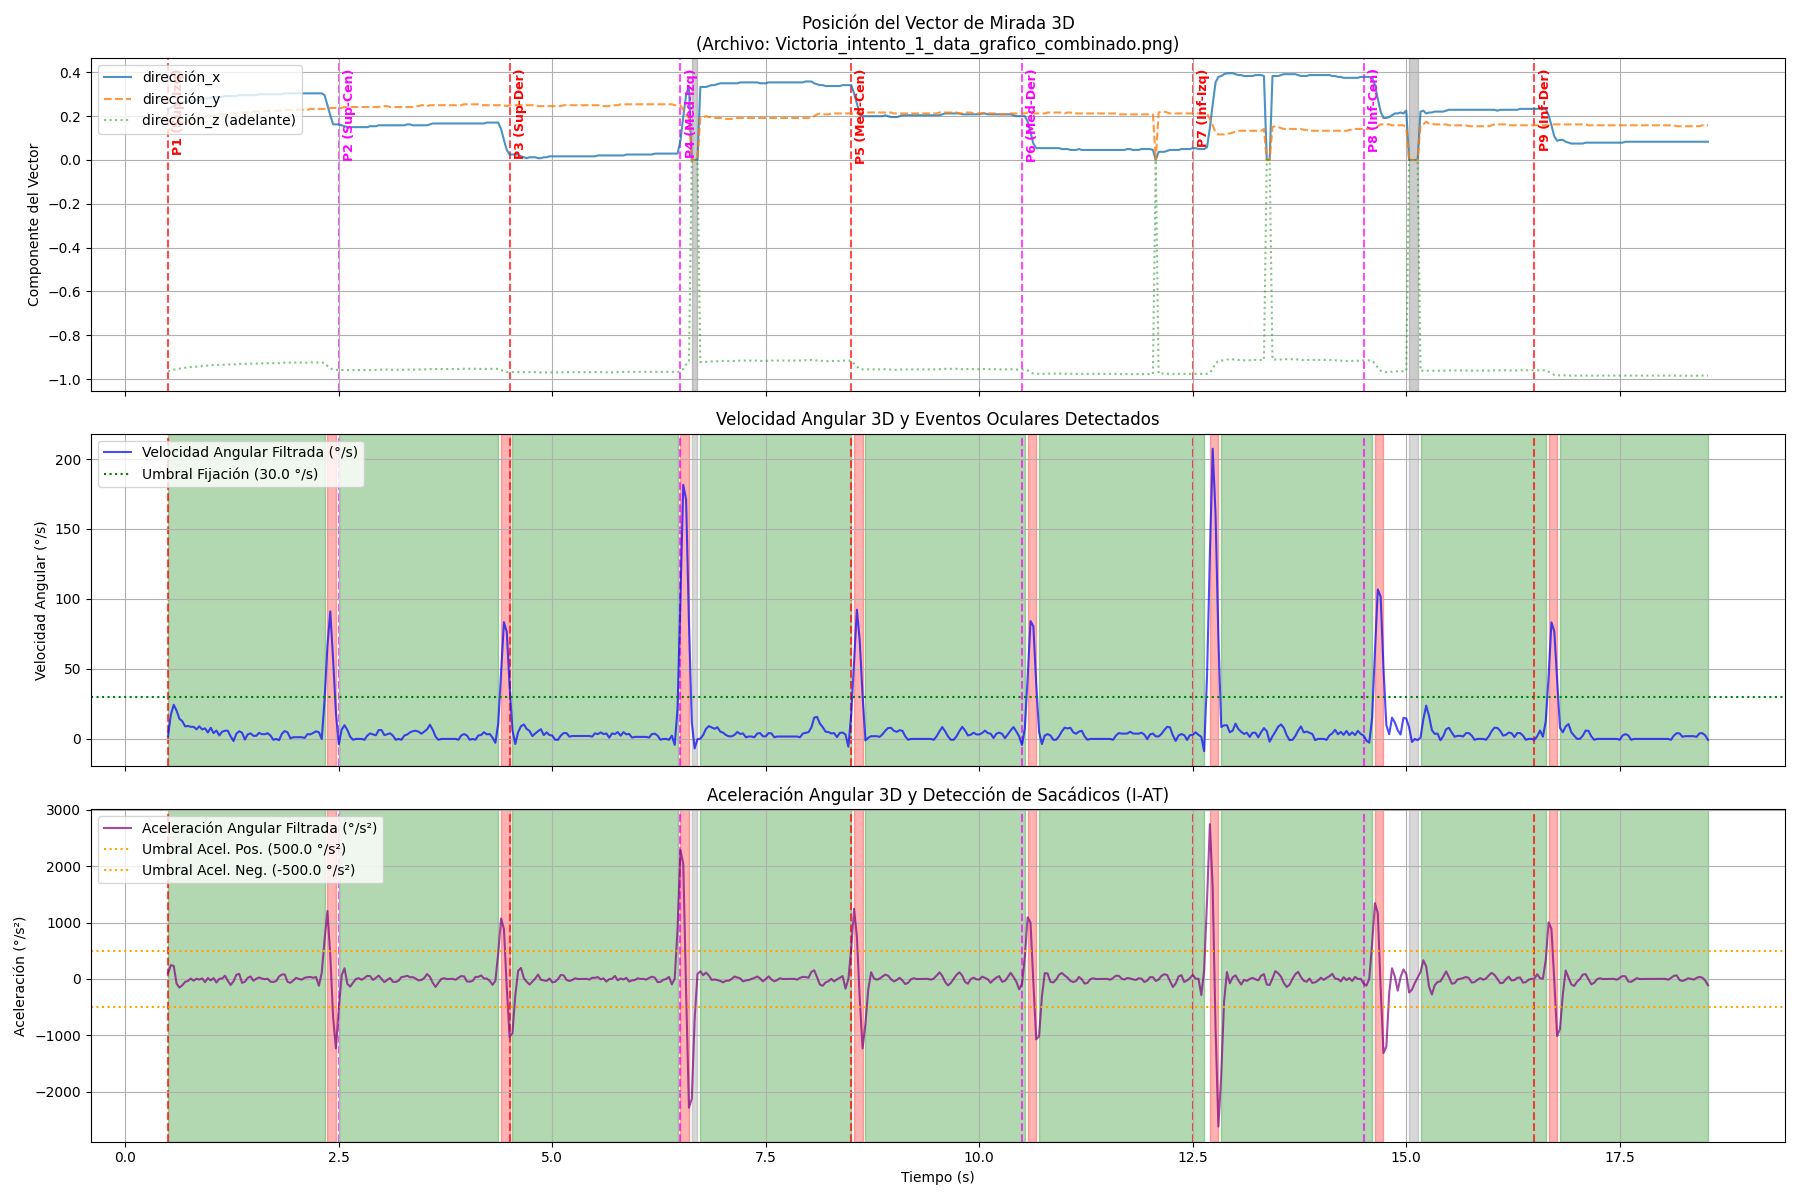 Posición del Vector de Mirada 3D
(Archivo: Victoria_intento_1_data_grafico_combinado.png)
Componente del Vector
0.4
0.2
0.0
−0.2
−0.4
−0.6
−0.8
−1.0
dirección_x
dirección_y
dirección_z (adelante)
P1 (Sup-Izq)
P2 (Sup-Cen)
P3 (Sup-Der)
P4 (Med-Izq)
P5 (Med-Cen)
P6 (Med-Der)
P7 (Inf-Izq)
P8 (Inf-Cen)
P9 (Inf-Der)
Velocidad Angular 3D y Eventos Oculares Detectados
Velocidad Angular (°/s)
200
150
100
50
0
Velocidad Angular Filtrada (°/s)
Umbral Fijación (30.0 °/s)
Aceleración Angular 3D y Detección de Sacádicos (I-AT)
Aceleración (°/s²)
3000
2000
1000
0
−1000
−2000
Aceleración Angular Filtrada (°/s²)
Umbral Acel. Pos. (500.0 °/s²)
Umbral Acel. Neg. (-500.0 °/s²)
0.0
2.5
5.0
7.5
10.0
12.5
15.0
17.5
Tiempo (s)